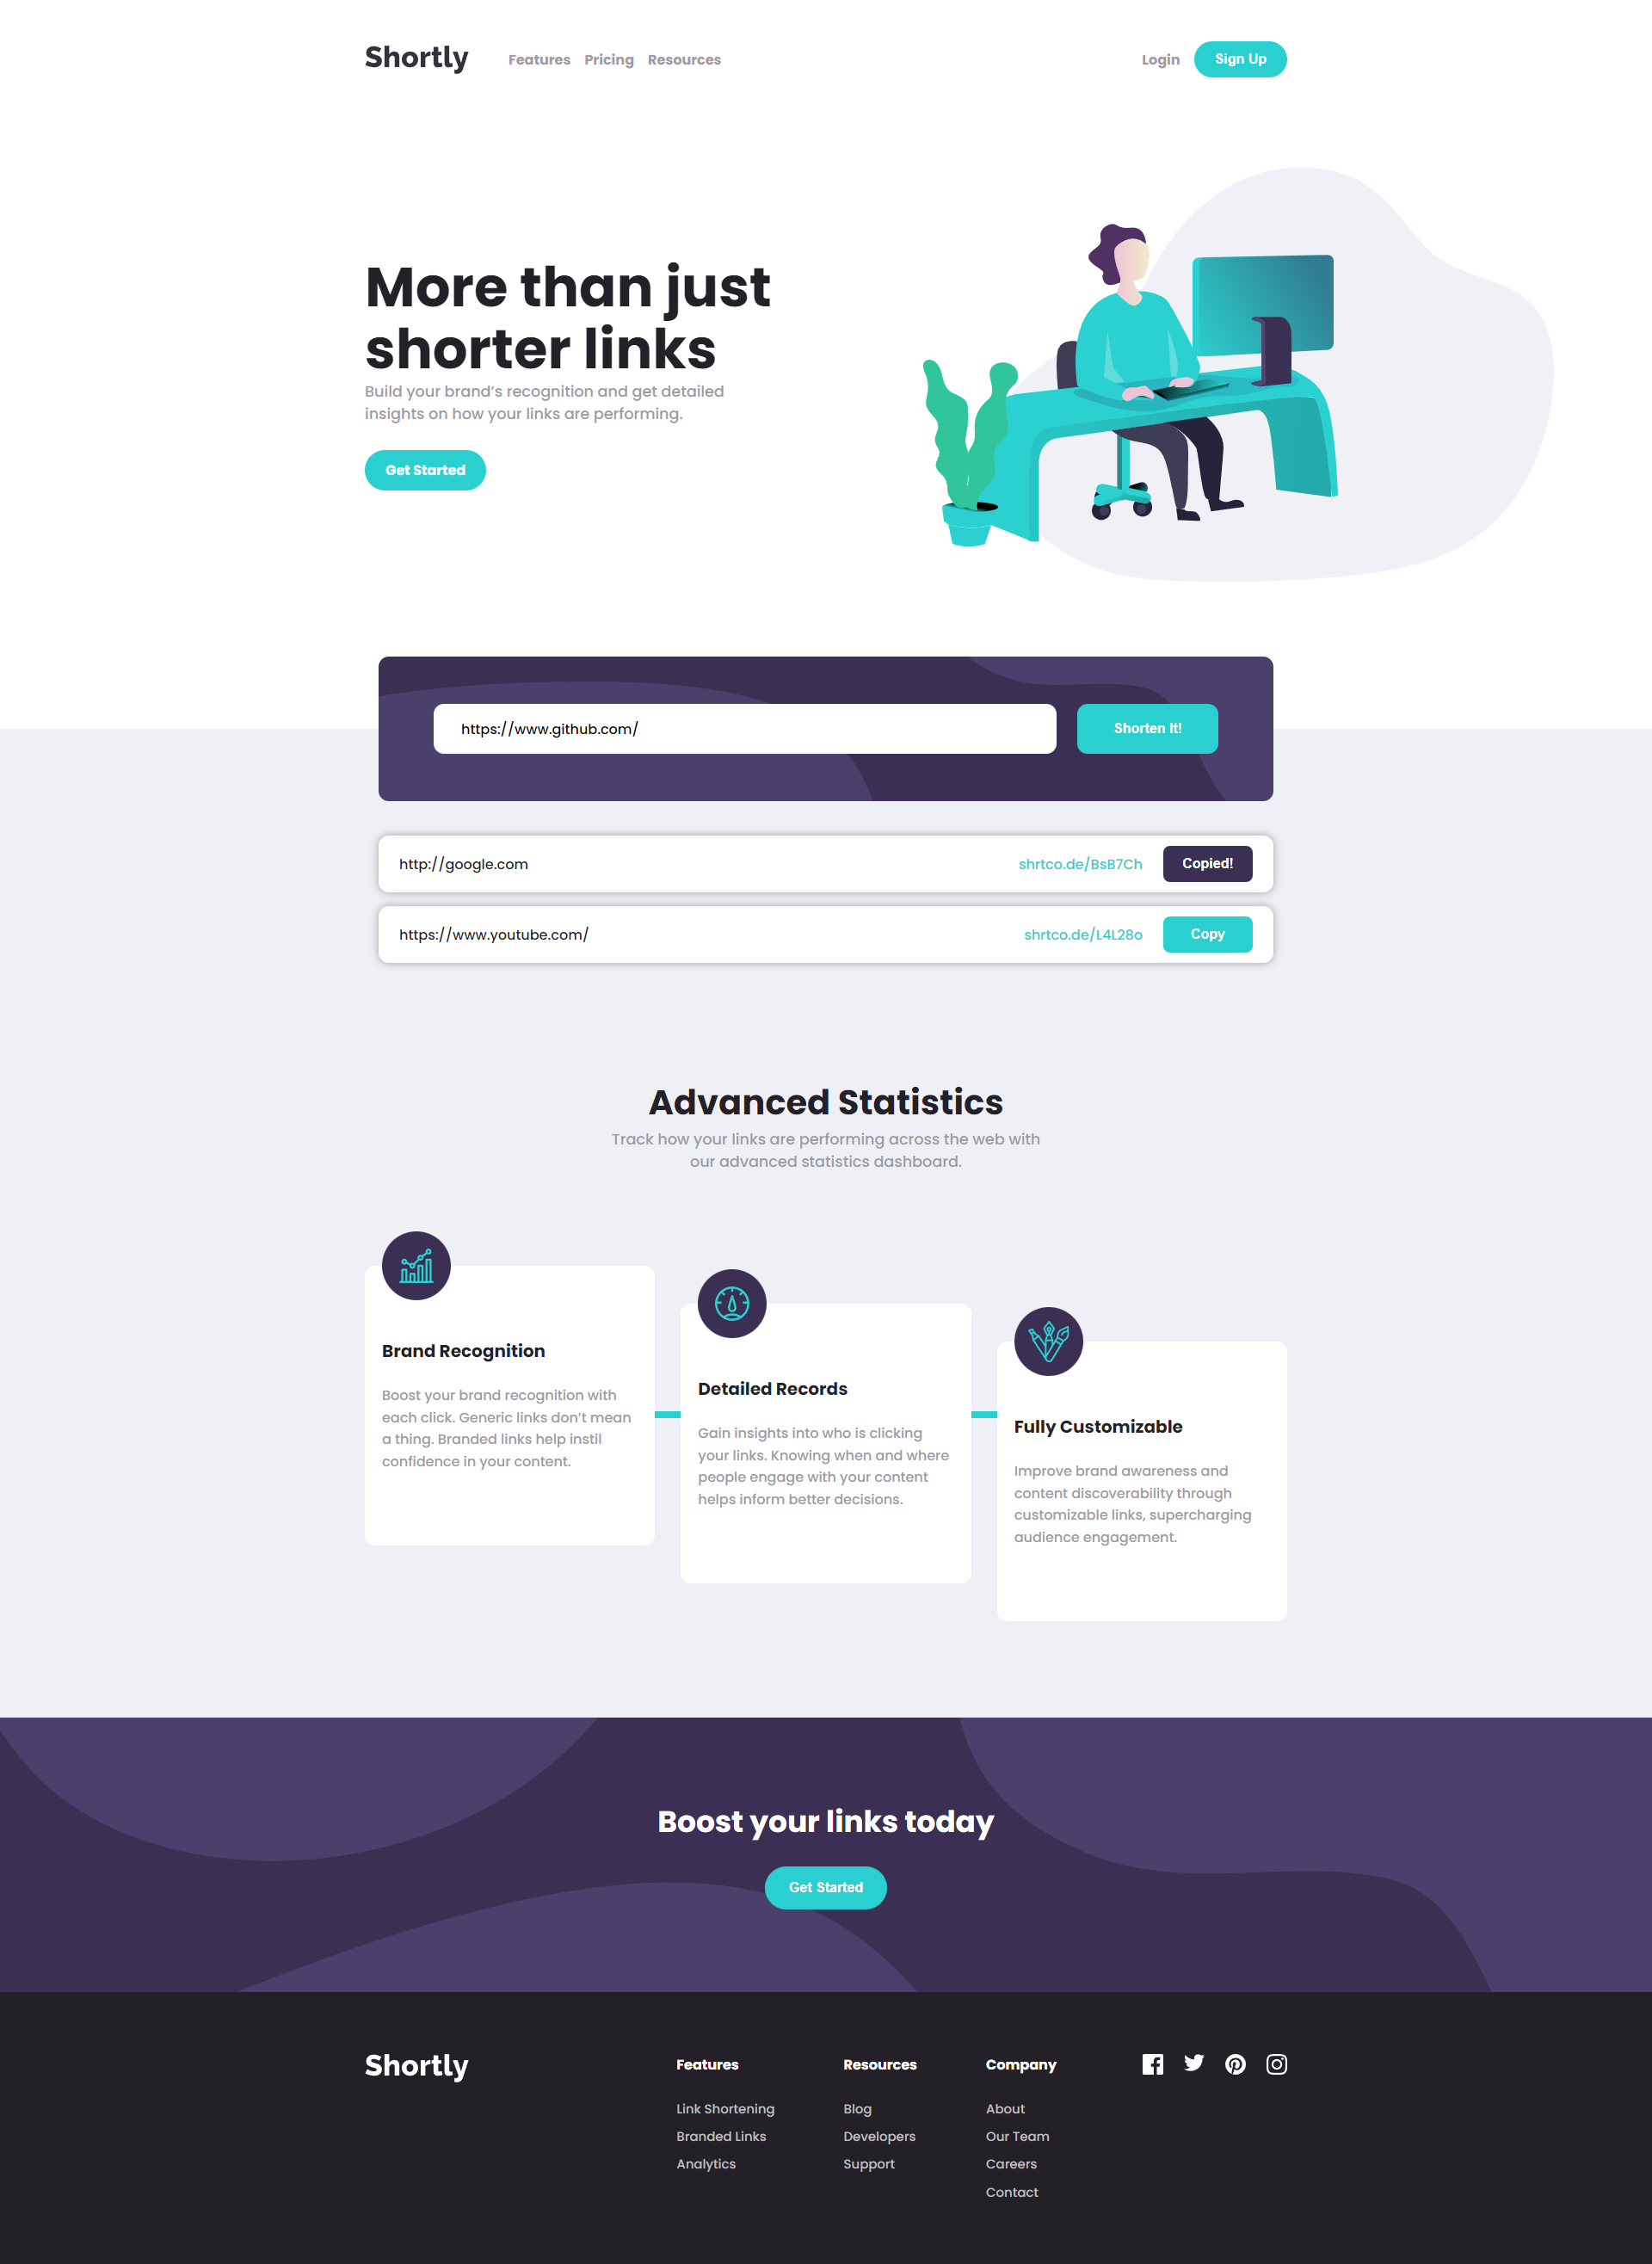 Shortly
Features Pricing Resources
Login Sign Up
More than just
shorter links
Build your brand’s recognition and get detailed
insights on how your links are performing.
Get Started
https://www.github.com/
Shorten It!
http://google.com
shrtco.de/BsB7Ch
Copied!
https://www.youtube.com/
shrtco.de/L4L28o
Copy
Advanced Statistics
Track how your links are performing across the web with
our advanced statistics dashboard.
Brand Recognition
Boost your brand recognition with
each click. Generic links don’t mean
a thing. Branded links help instil
confidence in your content.
Detailed Records
Gain insights into who is clicking
your links. Knowing when and where
people engage with your content
helps inform better decisions.
Fully Customizable
Improve brand awareness and
content discoverability through
customizable links, supercharging
audience engagement.
Boost your links today
Get Started
Shortly
Features
Link Shortening
Branded Links
Analytics
Resources
Blog
Developers
Support
Company
About
Our Team
Careers
Contact